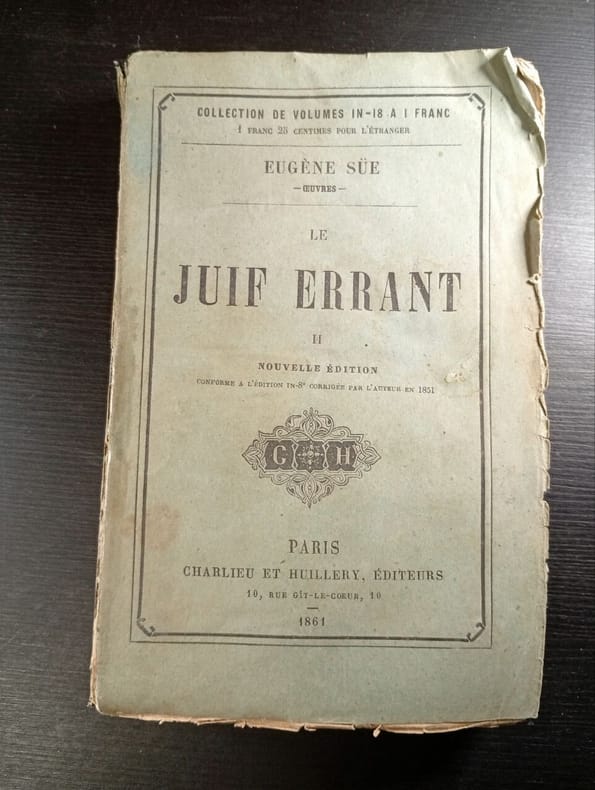 COLLECTION DE VOLUMES IN-18 A 1 FRANC
1 FRANC 25 CENTIMES POUR L'ÉTRANGER
EUGÈNE SÜE
— ŒUVRES —
LE
JUIF ERRANT
II
NOUVELLE ÉDITION
CONFORME A L'ÉDITION IN-8° CORRIGÉE PAR L'AUTEUR EN 1851
C H
PARIS
CHARLIEU ET HUILLERY, ÉDITEURS
10, RUE GÎT-LE-CŒUR, 10
1861